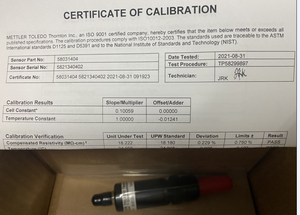 CERTIFICATE OF CALIBRATION
METTLER TOLEDO Thornton Inc., an ISO 9001 certified company, hereby certifies that the item below meets or exceeds all
published specifications. The calibration procedures comply with ISO10012-2003. The standards used are traceable to the ASTM
International standards D1125 and D5391 and to the National Institute of Standards and Technology (NIST).
Sensor Part No: 58031404 Date Tested: 2021-08-31
Sensor Serial No: 5821340402 Test Procedure: TP58299897
Certificate No: 58031404 5821340402 2021-08-31 091923 Technician: JRK
Calibration Results Slope/Multiplier Offset/Adder
Cell Constant 0.10059 0.00000
Temperature Constant 1.00000 -0.01241
Calibration Verification Unit Under Test UPW Standard Deviation Limits ± Result
Compensated Resistivity (MΩ-cm) 18.222 18.180 0.229 % PASS